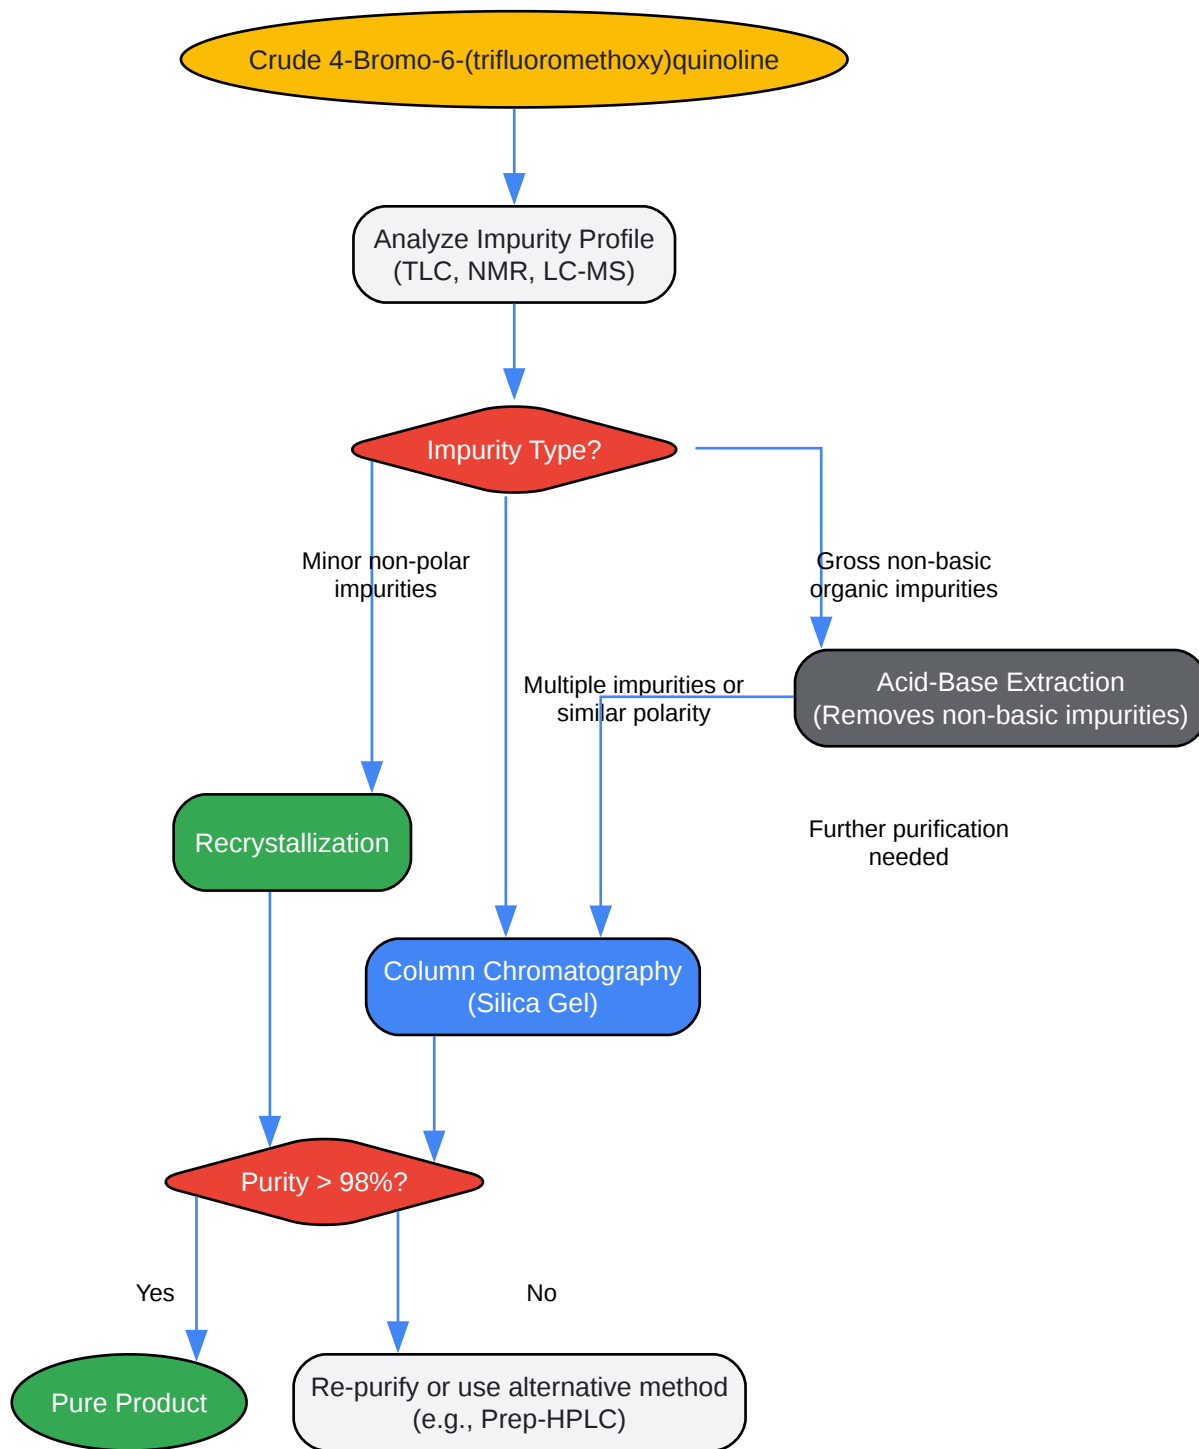 Crude 4-Bromo-6-(trifluoromethoxy)quinoline
Analyze Impurity Profile
(TLC, NMR, LC-MS)
Impurity Type?
Minor non-polar
impurities
Gross non-basic
organic impurities
Multiple impurities or
similar polarity
Acid-Base Extraction
(Removes non-basic impurities)
Recrystallization
Further purification
needed
Column Chromatography
(Silica Gel)
Purity > 98%?
Yes
No
Pure Product
Re-purify or use alternative method
(e.g., Prep-HPLC)